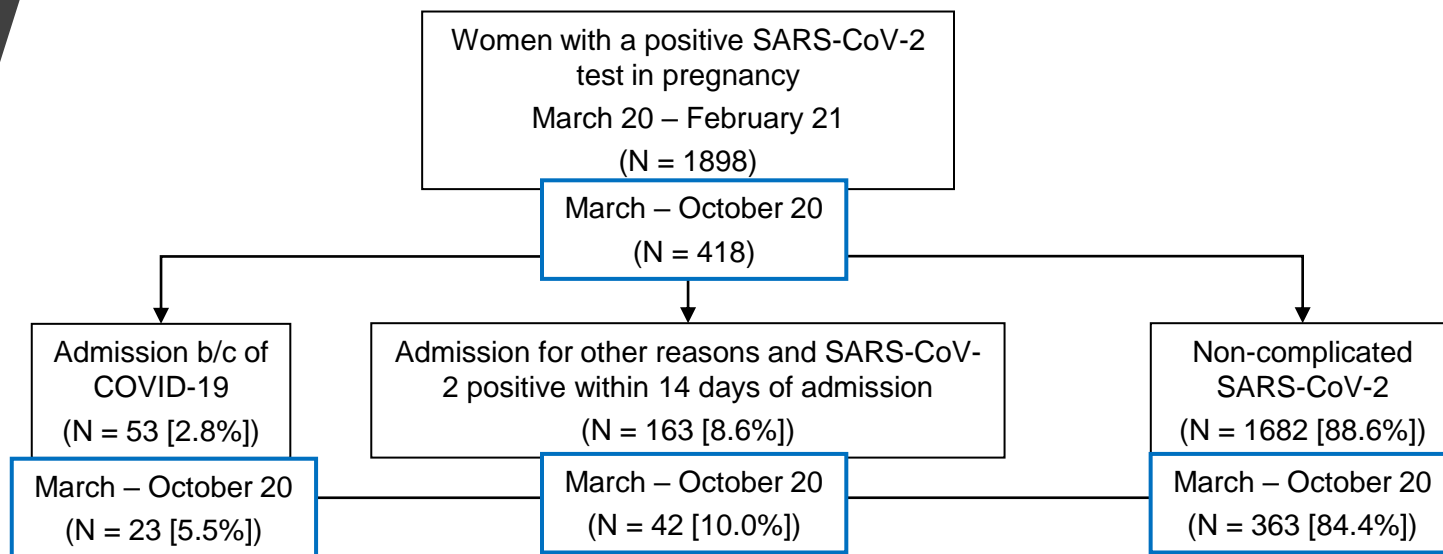 Women with a positive SARS-CoV-2
test in pregnancy
March 20 – February 21
(N = 1898)
March – October 20
(N = 418)
Admission b/c of
COVID-19
(N = 53 [2.8%])
March – October 20
(N = 23 [5.5%])
Admission for other reasons and SARS-CoV-
2 positive within 14 days of admission
(N = 163 [8.6%])
March – October 20
(N = 42 [10.0%])
Non-complicated
SARS-CoV-2
(N = 1682 [88.6%])
March – October 20
(N = 363 [84.4%])